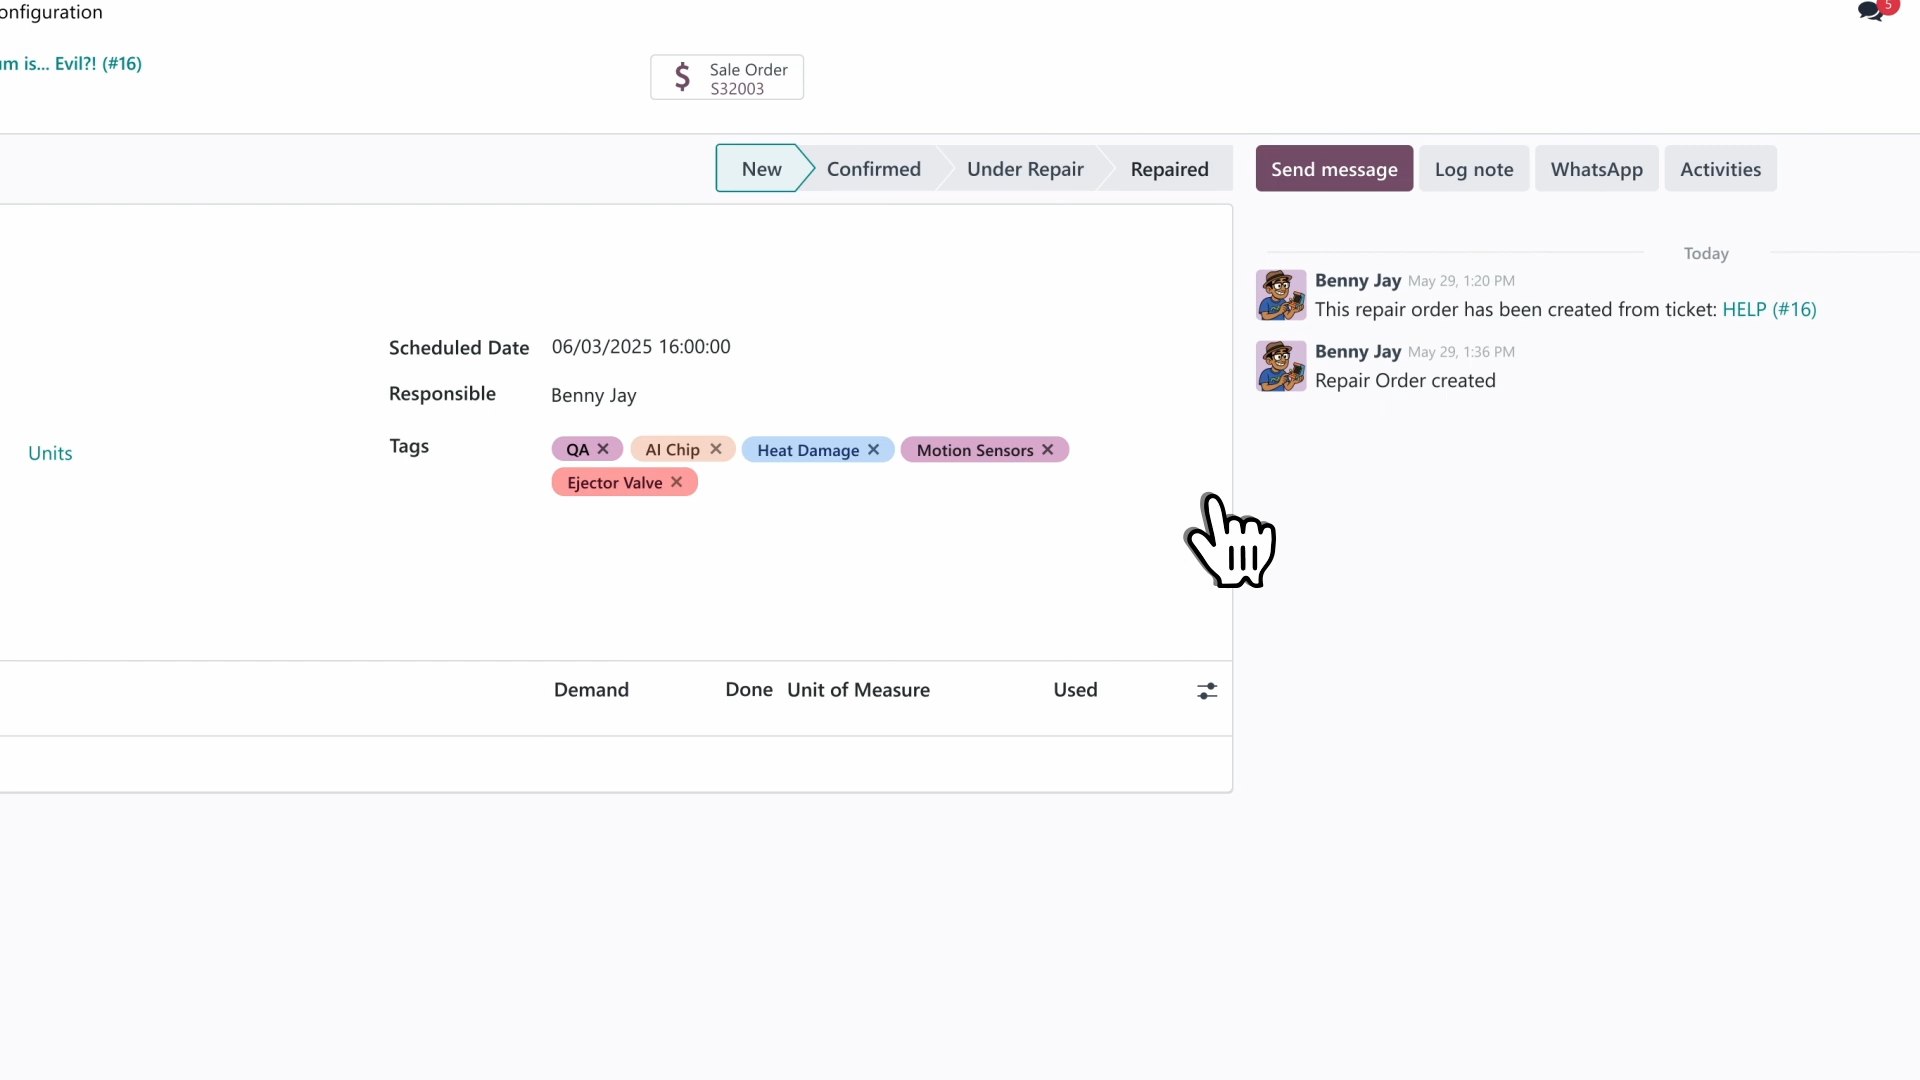 onfiguration
5
um is... Evil?! (#16)
Sale Order
S32003
New
Confirmed
Under Repair
Repaired
Send message
Log note
WhatsApp
Activities
Today
Benny Jay May 29, 1:20 PM
This repair order has been created from ticket: HELP (#16)
Benny Jay May 29, 1:36 PM
Repair Order created
Scheduled Date 06/03/2025 16:00:00
Responsible Benny Jay
Units
Tags QA AI Chip Heat Damage Motion Sensors
Ejector Valve
Demand Done Unit of Measure Used